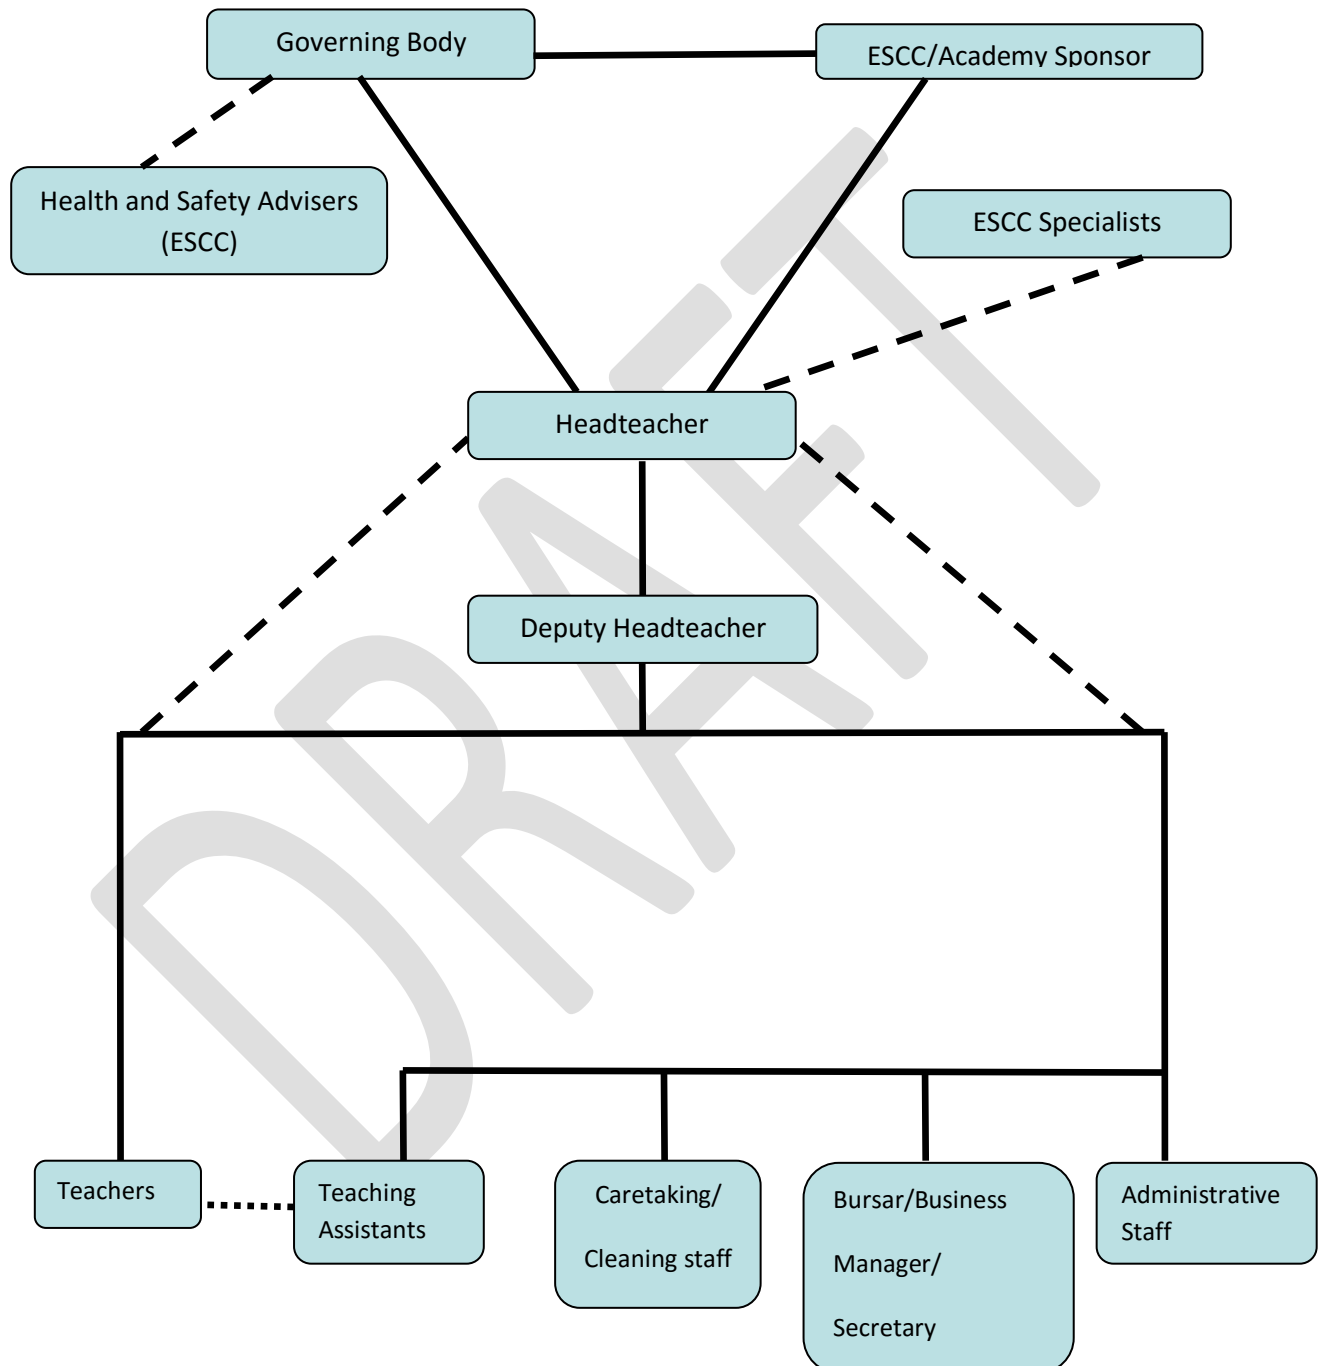 Governing Body
ESCC/Academy Sponsor
Health and Safety Advisers
(ESCC)
ESCC Specialists
Headteacher
Deputy Headteacher
Teachers
Teaching
Assistants
Caretaking/
Cleaning staff
Bursar/Business
Manager/
Secretary
Administrative
Staff
DRAFT